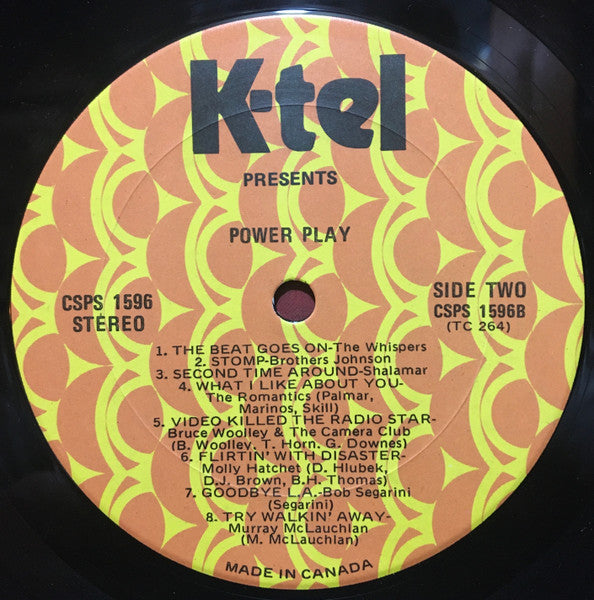 K-tel
PRESENTS
POWER PLAY
CSPS 1596
STEREO
SIDE TWO
CSPS 1596B
(TC 264)
1. THE BEAT GOES ON-The Whispers
2. STOMP-Brothers Johnson
3. SECOND TIME AROUND-Shalamar
4. WHAT I LIKE ABOUT YOU-
The Romantics (Palmar,
Marinos, Skill)
5. VIDEO KILLED THE RADIO STAR-
Bruce Woolley & The Camera Club
(B. Woolley, T. Horn, G. Downes)
6. FLIRTIN' WITH DISASTER-
Molly Hatchet (D. Hlubek,
D.J. Brown, B.H. Thomas)
7. GOODBYE L.A.-Bob Segarini
(Segarini)
8. TRY WALKIN' AWAY-
Murray McLauchlan
(M. McLauchlan)
MADE IN CANADA